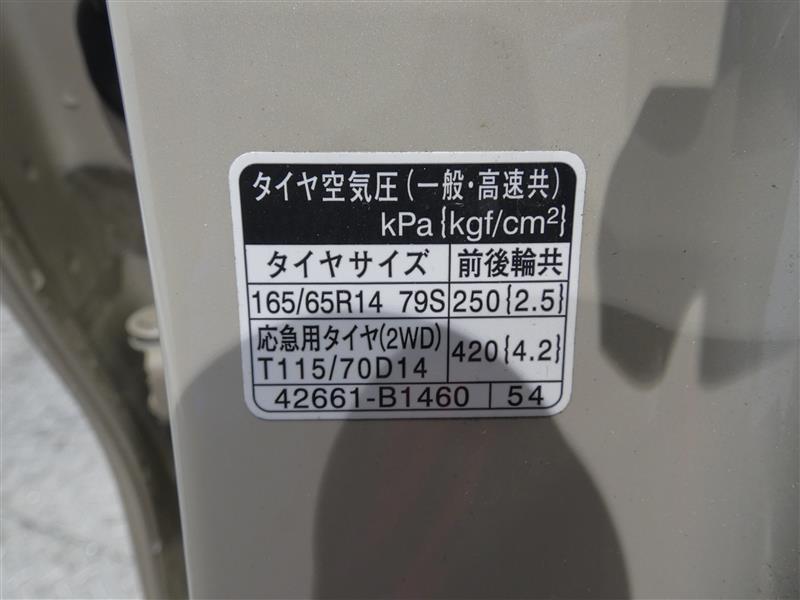 タイヤ空気圧(一般・高速共)
kPa{kgf/cm²}
タイヤサイズ 前後輪共
165/65R14 79S 250{2.5}
応急用タイヤ(2WD)
T115/70D14 420{4.2}
42661-B1460 54